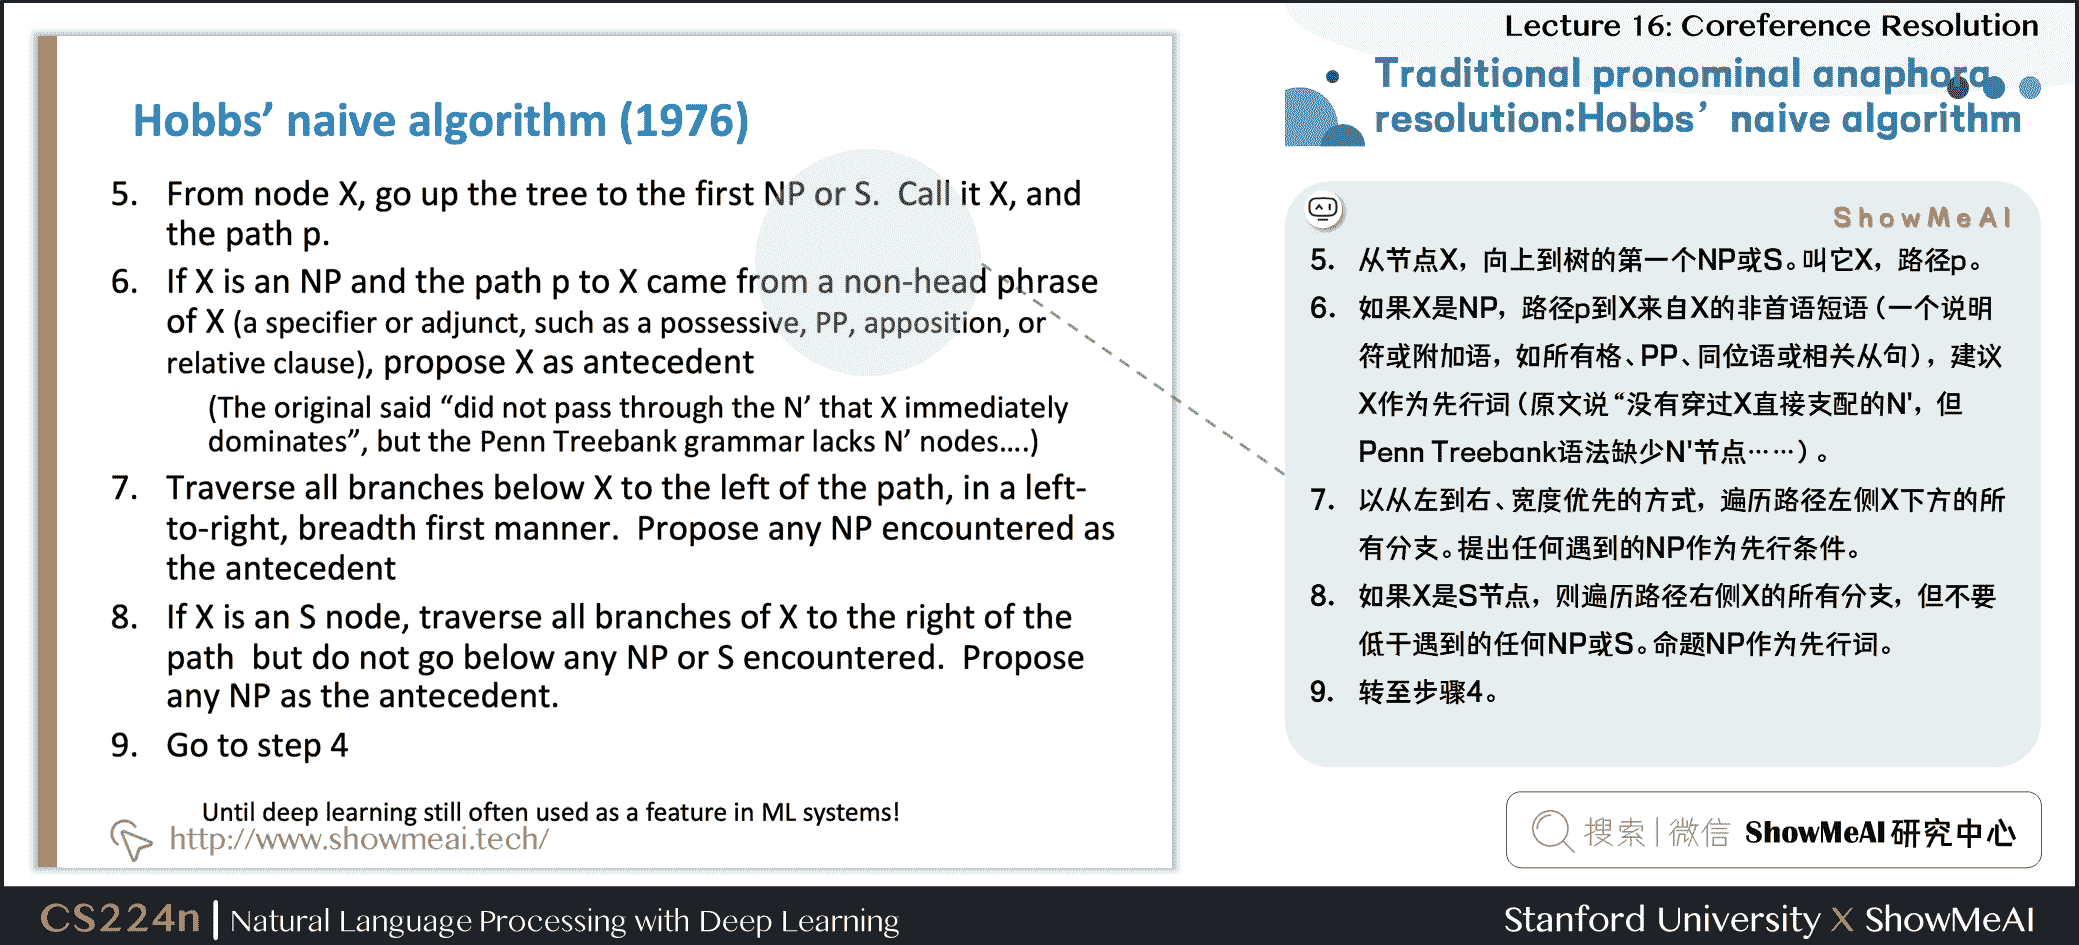 Lecture 16: Coreference Resolution
Traditional pronominal anaphora
resolution:Hobbs’ naive algorithm
Hobbs’ naive algorithm (1976)
5. From node X, go up the tree to the first NP or S. Call it X, and
the path p.
6. If X is an NP and the path p to X came from a non-head phrase
of X (a specifier or adjunct, such as a possessive, PP, apposition, or
relative clause), propose X as antecedent
(The original said “did not pass through the N’ that X immediately
dominates”, but the Penn Treebank grammar lacks N’ nodes….)
7. Traverse all branches below X to the left of the path, in a left-
to-right, breadth first manner. Propose any NP encountered as
the antecedent
8. If X is an S node, traverse all branches of X to the right of the
path but do not go below any NP or S encountered. Propose
any NP as the antecedent.
9. Go to step 4
Until deep learning still often used as a feature in ML systems!
http://www.showmeai.tech/
ShowMeAI
5. 从节点X，向上到树的第一个NP或S。叫它X，路径p。
6. 如果X是NP，路径p到X来自X的非首语短语（一个说明
符或附加语，如所有格、PP、同位语或相关从句），建议
X作为先行词（原文说“没有穿过X直接支配的N'，但
Penn Treebank语法缺少N'节点……）。
7. 以从左到右、宽度优先的方式，遍历路径左侧X下方的所
有分支。提出任何遇到的NP作为先行条件。
8. 如果X是S节点，则遍历路径右侧X的所有分支，但不要
低于遇到的任何NP或S。命题NP作为先行词。
9. 转至步骤4。
搜索 | 微信 ShowMeAI 研究中心
CS224n | Natural Language Processing with Deep Learning
Stanford University X ShowMeAI